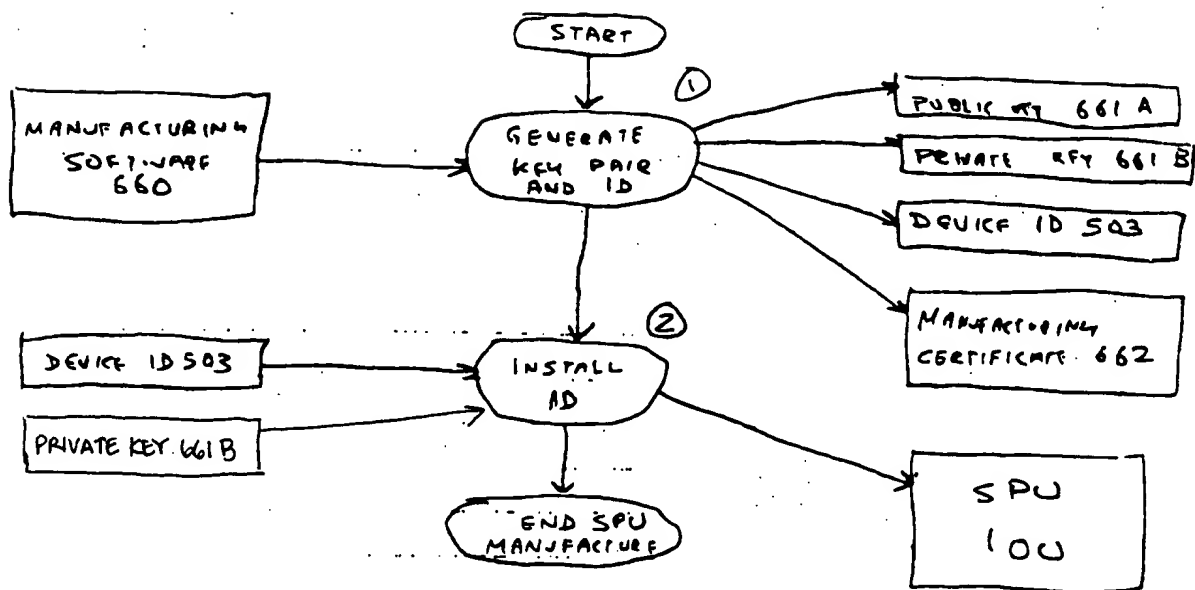 START
①
MANUFACTURING
SOFTWARE
660
GENERATE
KEY PAIR
AND ID
PUBLIC KEY 661 A
PRIVATE KEY 661 B
DEVICE ID 503
MANUFACTURING
CERTIFICATE 662
②
DEVICE ID 503
PRIVATE KEY 661B
INSTALL
ID
END SPU
MANUFACTURE
SPU
100